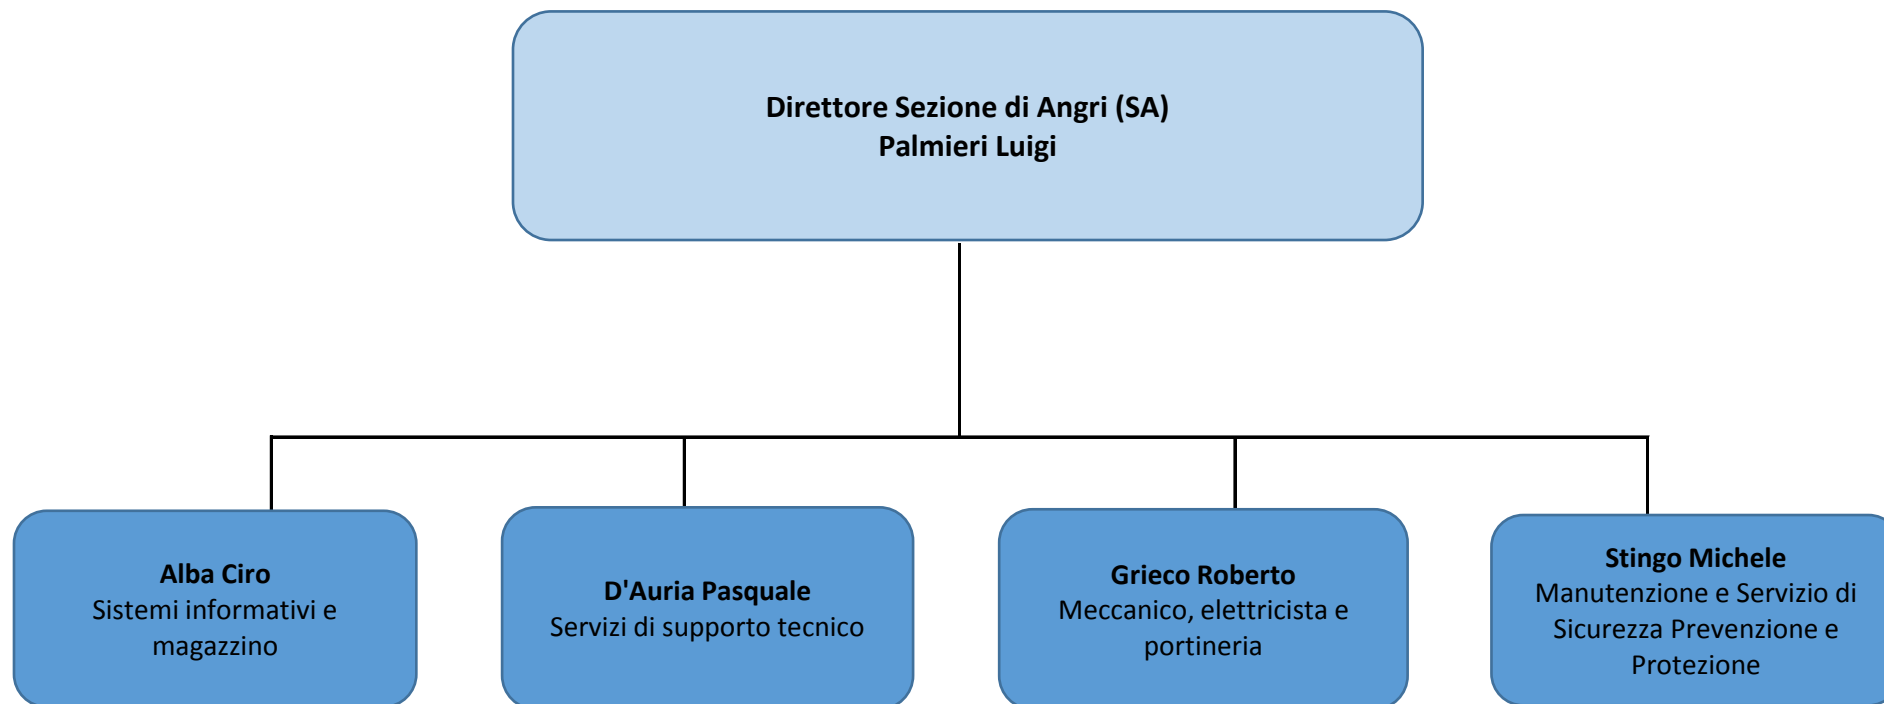 Direttore Sezione di Angri (SA)
Palmieri Luigi
Alba Ciro
Sistemi informativi e
magazzino
D'Auria Pasquale
Servizi di supporto tecnico
Grieco Roberto
Meccanico, elettricista e
portineria
Stingo Michele
Manutenzione e Servizio di
Sicurezza Prevenzione e
Protezione